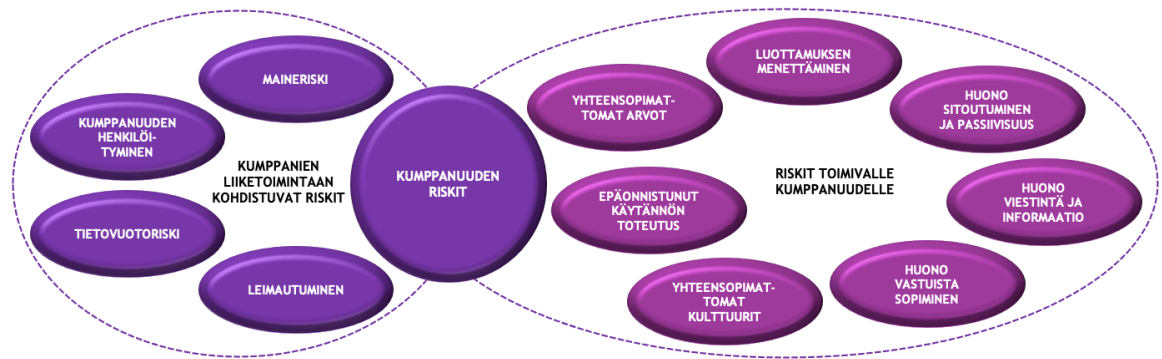 MAINERISKI
KUMPPANUUDEN
HENKILÖI-
TYMINEN
KUMPPANIEN
LIIKETOIMINTAAN
KOHDISTUVAT RISKIT
TIETOVUOTORISKI
LEIMAUTUMINEN
KUMPPANUUDEN
RISKIT
LUOTTAMUKSEN
MENETTÄMINEN
YHTEENSOPIMAT-
TOMAT ARVOT
HUONO
SITOUTUMINEN
JA PASSIIVISUUS
RISKIT TOIMIVALLE
KUMPPANUUDELLE
EPÄONNISTUNUT
KÄYTÄNNÖN
TOTEUTUS
HUONO
VIESTINTÄ JA
INFORMAATIO
YHTEENSOPIMAT-
TOMAT
KULTTUURIT
HUONO
VASTUISTA
SOPIMINEN